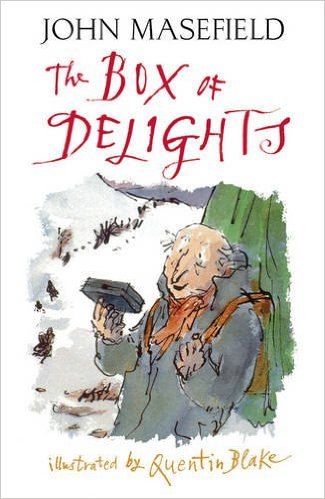 JOHN MASEFIELD
The BOX of
DELIGHTS
illustrated by Quentin Blake